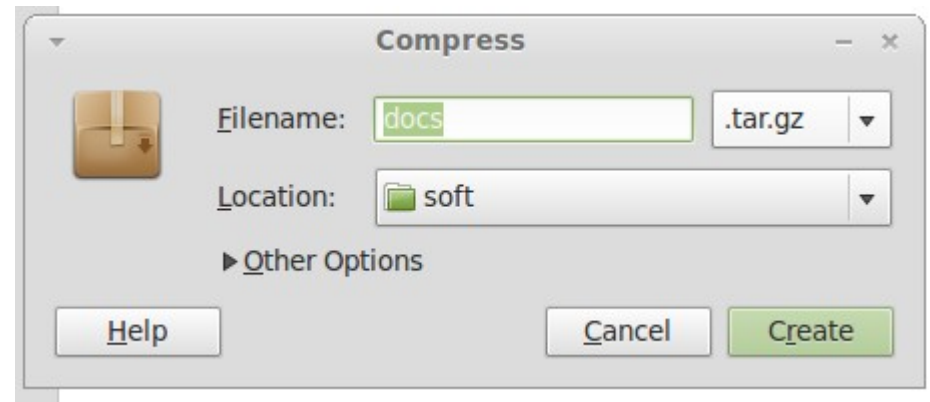 Compress
Filename: docs .tar.gz
Location: soft
Other Options
Help Cancel Create